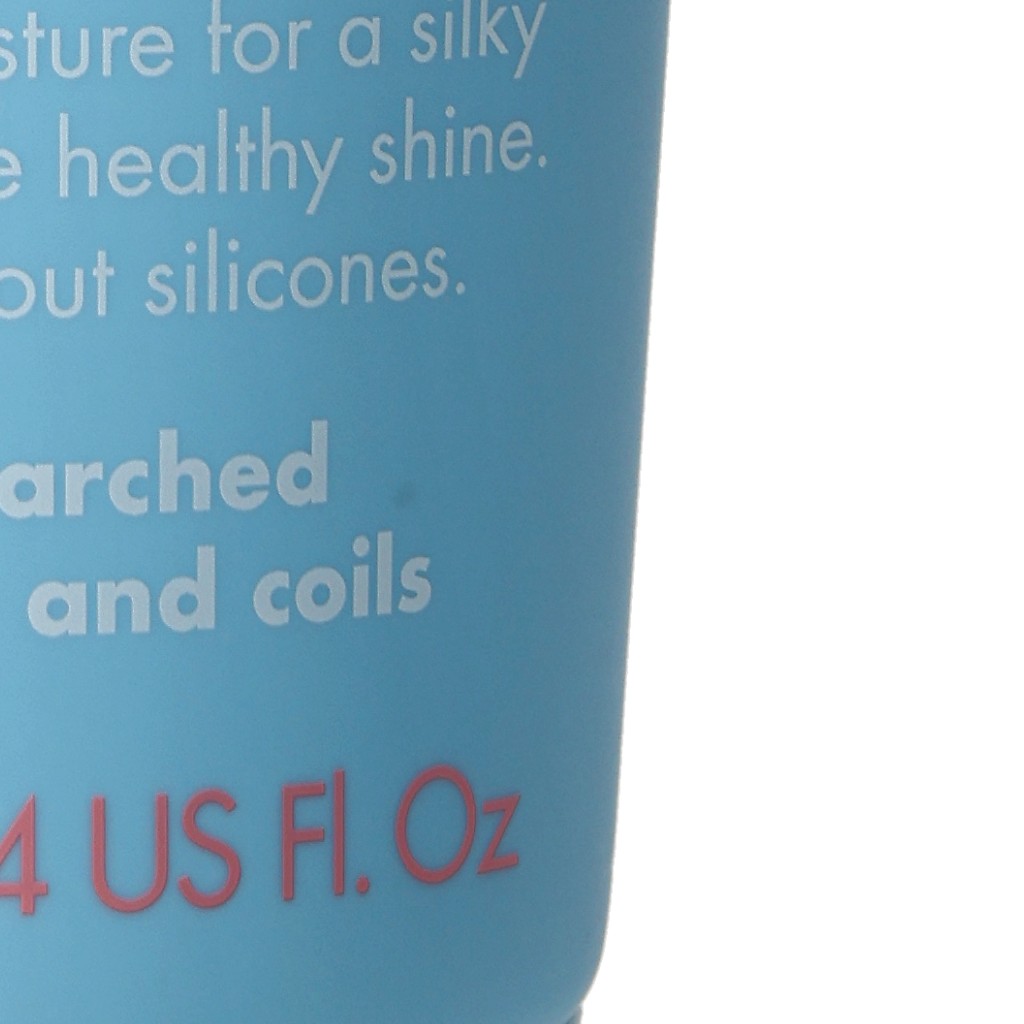 sture for a silky
e healthy shine.
out silicones.
arched
and coils
4 US Fl. Oz